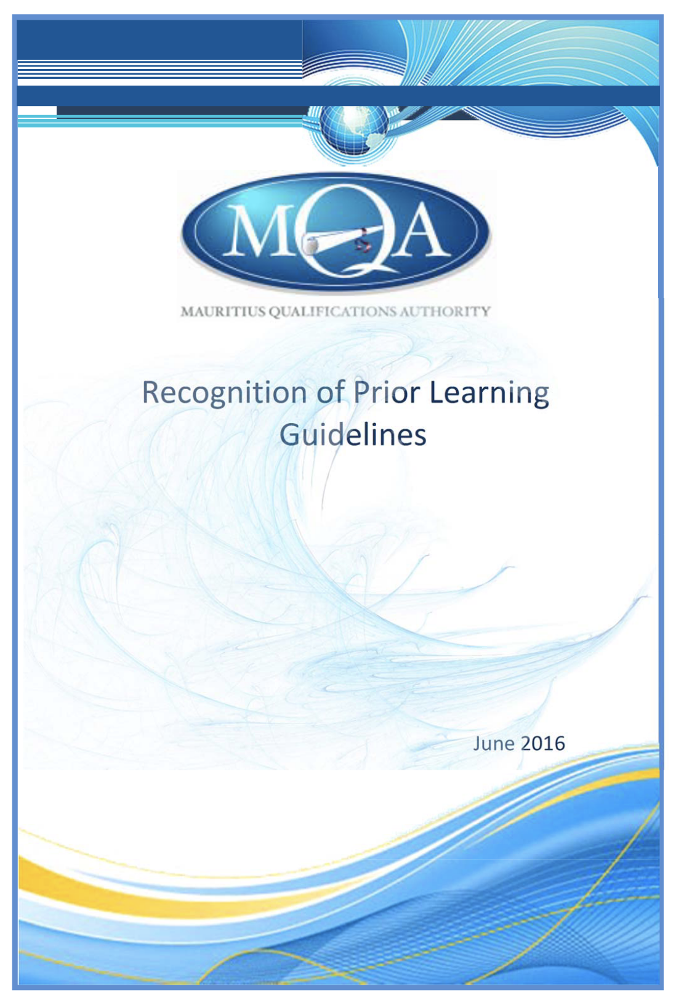 MQA
MAURITIUS QUALIFICATIONS AUTHORITY
Recognition of Prior Learning
Guidelines
June 2016